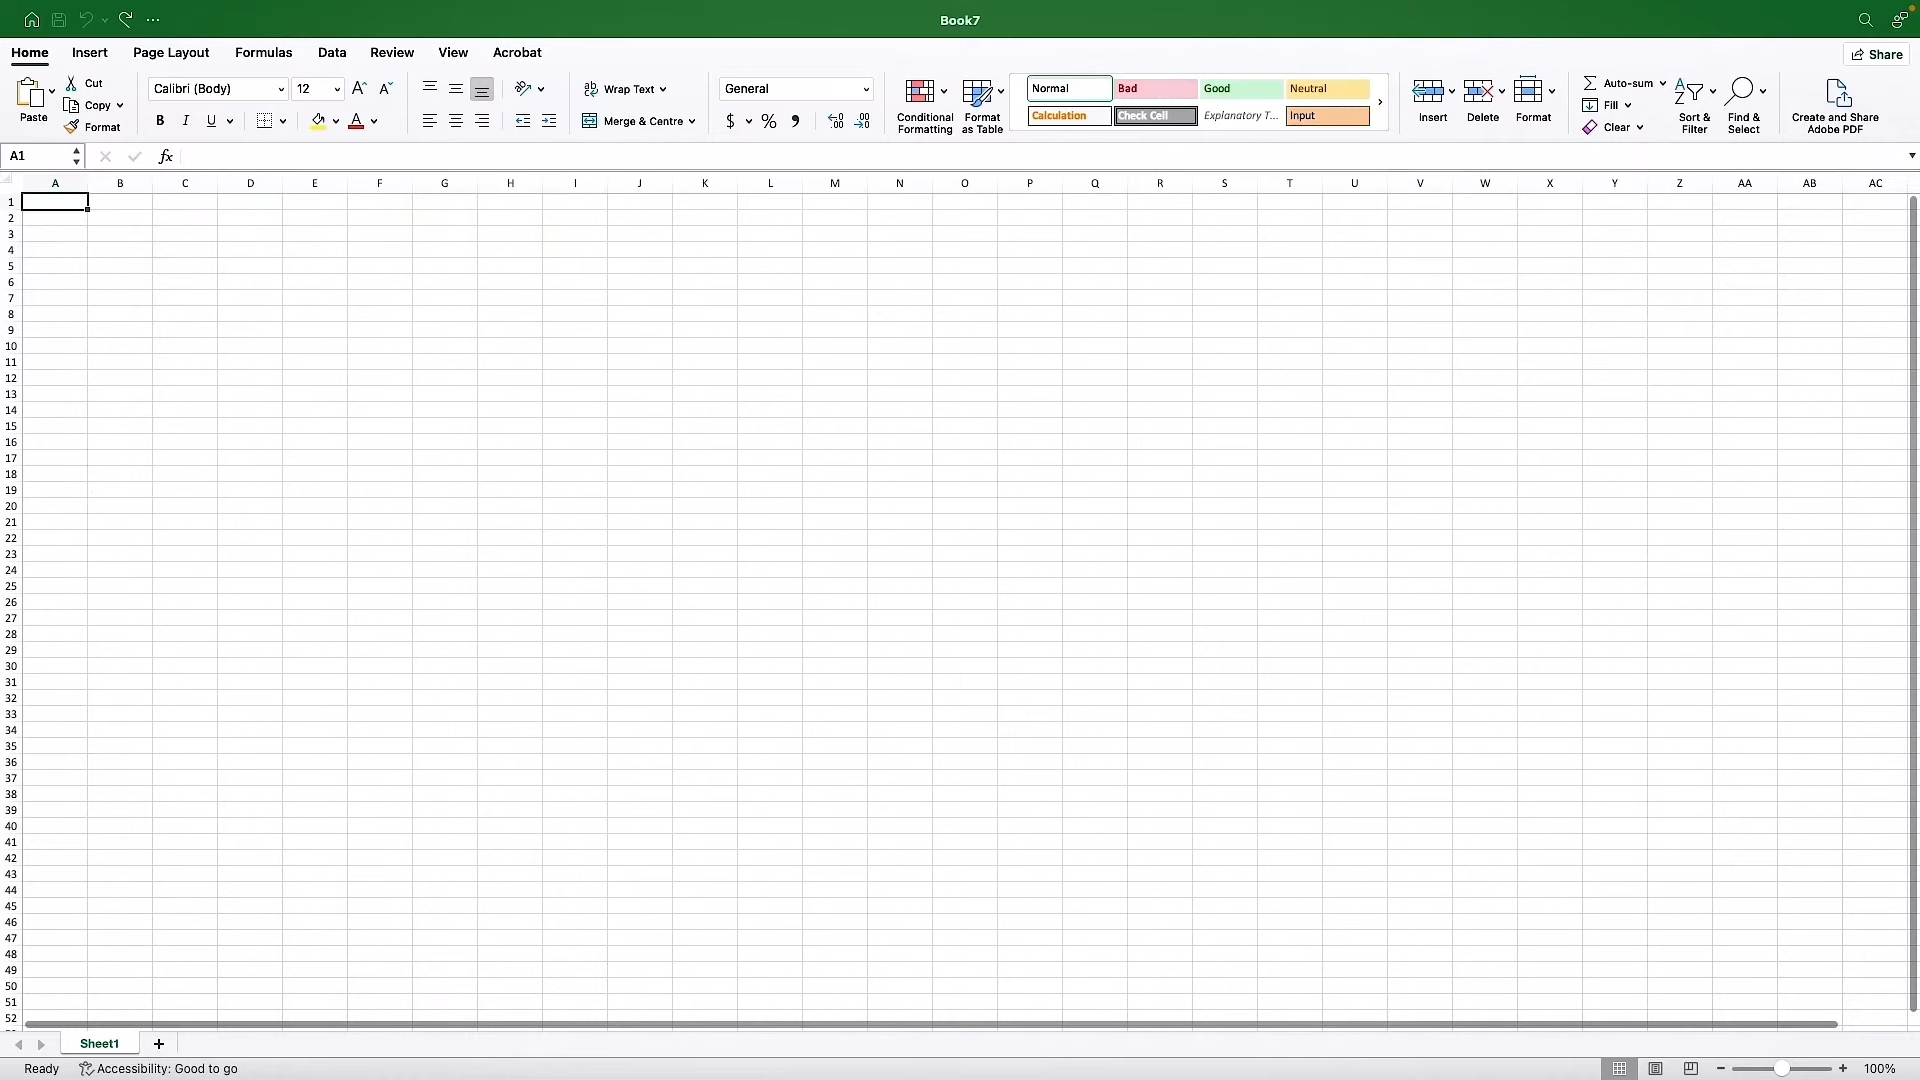 Book7
Home Insert Page Layout Formulas Data Review View Acrobat Share
Paste Cut Copy Format
Calibri (Body) 12
B I U
Wrap Text
Merge & Centre
General
$ %
Conditional Formatting
Format as Table
Normal Bad Good Neutral
Calculation Check Cell Explanatory T... Input
Insert Delete Format
Auto-sum
Fill
Clear
Sort & Filter
Find & Select
Create and Share Adobe PDF
A1 fx
A B C D E F G H I J K L M N O P Q R S T U V W X Y Z AA AB AC
1
2
3
4
5
6
7
8
9
10
11
12
13
14
15
16
17
18
19
20
21
22
23
24
25
26
27
28
29
30
31
32
33
34
35
36
37
38
39
40
41
42
43
44
45
46
47
48
49
50
51
52
Sheet1 +
Ready Accessibility: Good to go 100%